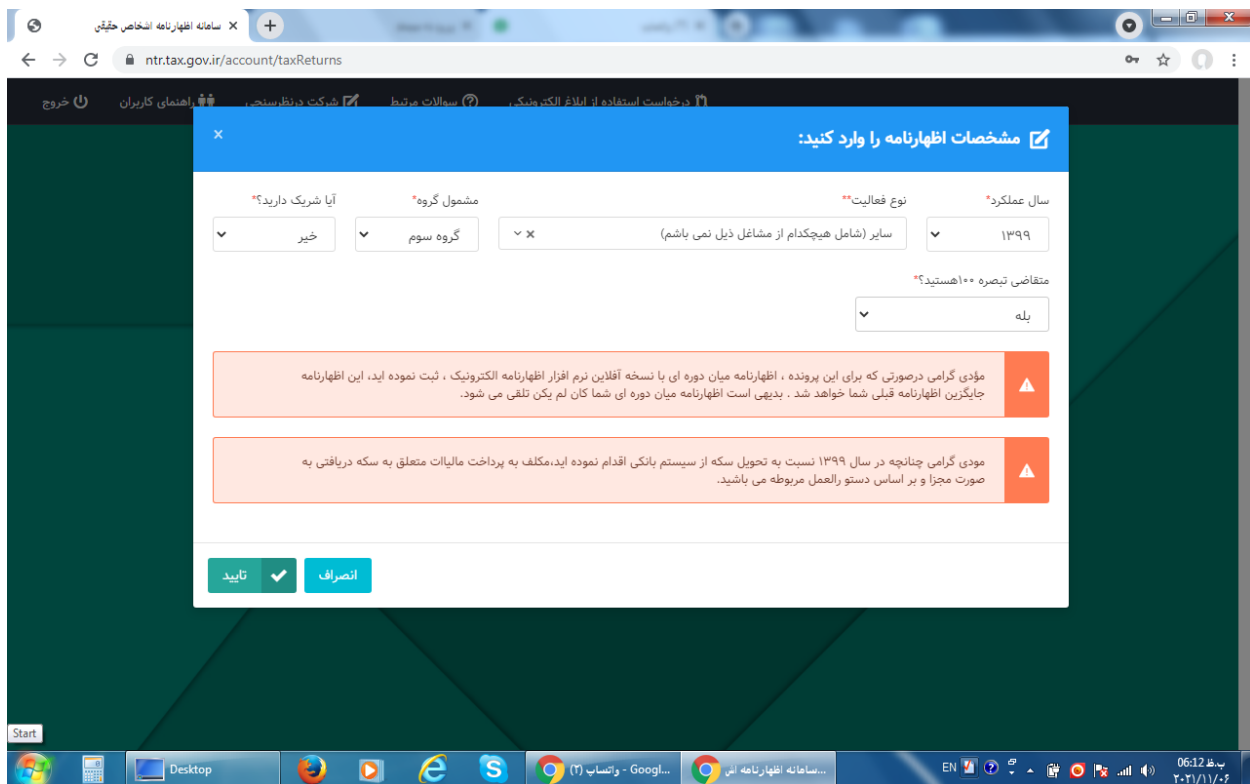 سامانه اظهارنامه اشخاص حقیقی
ntr.tax.gov.ir/account/taxReturns
درخواست استفاده از ابلاغ الکترونیکی
سوالات مرتبط
شرکت درنظرسنجی
راهنمای کاربران
خروج
مشخصات اظهارنامه را وارد کنید:
سال عملکرد*
نوع فعالیت**
مشمول گروه*
آیا شریک دارید؟*
۱۳۹۹
سایر (شامل هیچکدام از مشاغل ذیل نمی باشم)
گروه سوم
خیر
متقاضی تبصره ۱۰۰هستید؟*
بله
مؤدی گرامی درصورتی که برای این پرونده ، اظهارنامه میان دوره ای با نسخه آفلاین نرم افزار اظهارنامه الکترونیک ، ثبت نموده اید، این اظهارنامه
جایگزین اظهارنامه قبلی شما خواهد شد . بدیهی است اظهارنامه میان دوره ای شما کان لم یکن تلقی می شود.
مودی گرامی چنانچه در سال ۱۳۹۹ نسبت به تحویل سکه از سیستم بانکی اقدام نموده اید،مکلف به پرداخت مالیات متعلق به سکه دریافتی به
صورت مجزا و بر اساس دستو رالعمل مربوطه می باشید.
انصراف
تایید
Start
Desktop
واتساپ (۲) - Googl...
سامانه اظهارنامه اش...
EN
06:12 ب.ظ
۲۰۲۱/۱۱/۰۶